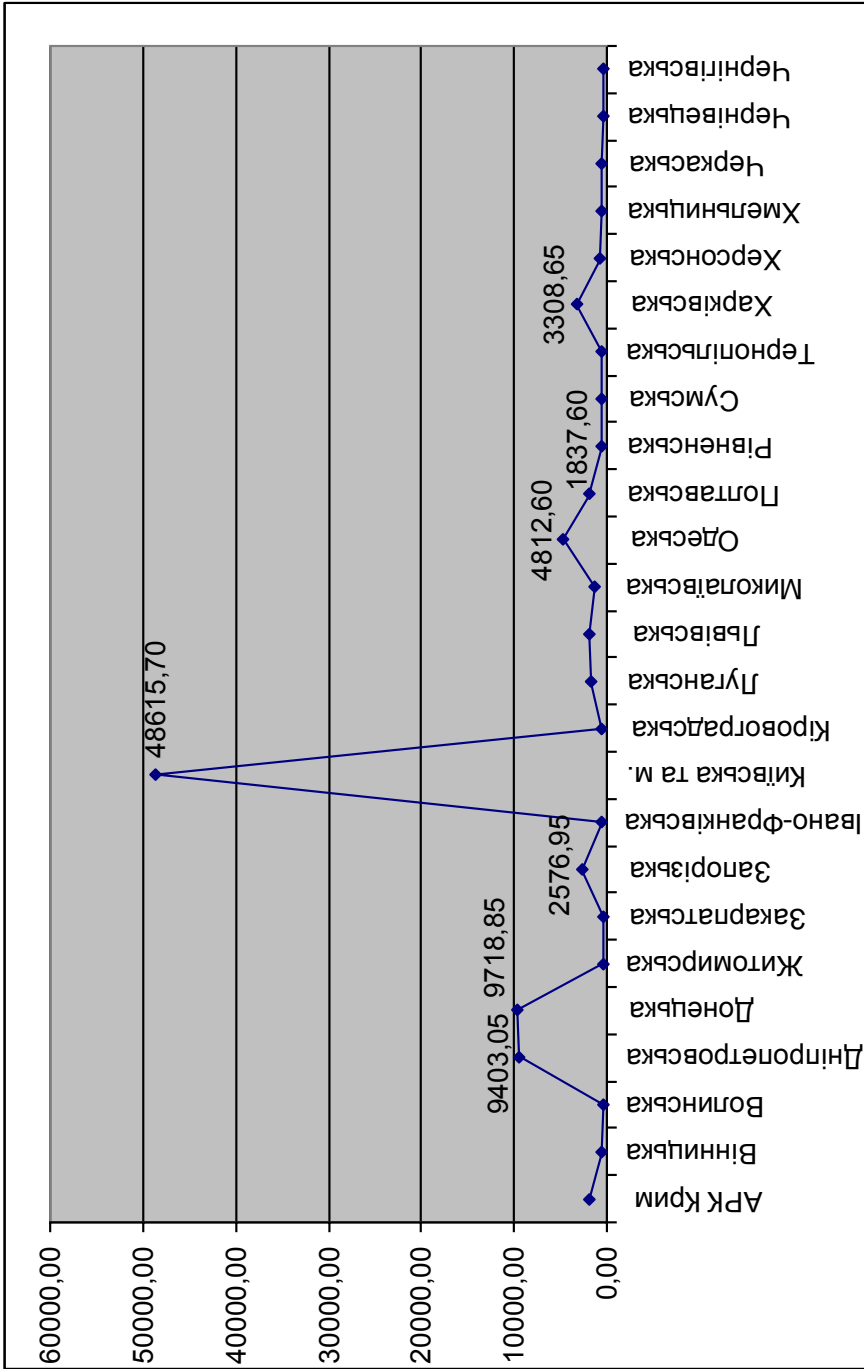 60000,00
50000,00
40000,00
30000,00
20000,00
10000,00
0,00
9403,05
9718,85
2576,95
48615,70
4812,60
1837,60
3308,65
АРК Крим
Вінницька
Волинська
Дніпропетровська
Донецька
Житомирська
Закарпатська
Запорізька
Івано-Франківська
Київська та м.
Кіровоградська
Луганська
Львівська
Миколаївська
Одеська
Полтавська
Рівненська
Сумська
Тернопільська
Харківська
Херсонська
Хмельницька
Черкаська
Чернівецька
Чернігівська